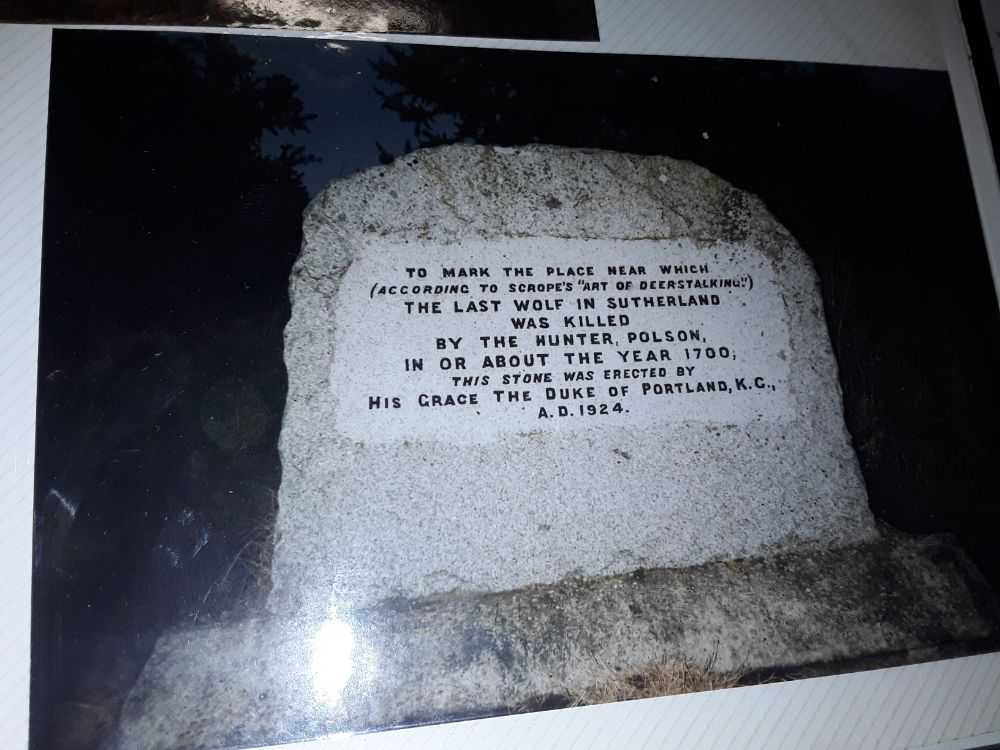 TO MARK THE PLACE NEAR WHICH
(ACCORDING TO SCROPE'S "ART OF DEERSTALKING")
THE LAST WOLF IN SUTHERLAND
WAS KILLED
BY THE HUNTER, POLSON,
IN OR ABOUT THE YEAR 1700,
THIS STONE WAS ERECTED BY
HIS GRACE THE DUKE OF PORTLAND, K.G.,
A.D. 1924.